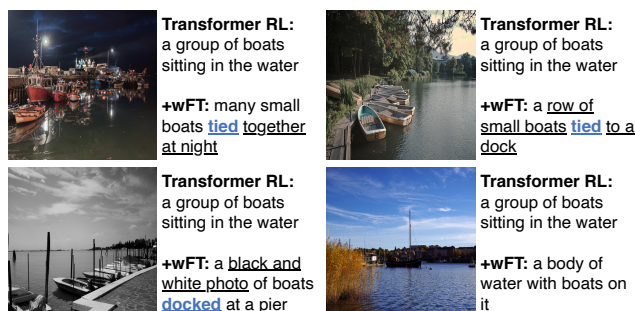 Transformer RL:
a group of boats
sitting in the water
+wFT: many small
boats tied together
at night
Transformer RL:
a group of boats
sitting in the water
+wFT: a row of
small boats tied to a
dock
Transformer RL:
a group of boats
sitting in the water
+wFT: a black and
white photo of boats
docked at a pier
Transformer RL:
a group of boats
sitting in the water
+wFT: a body of
water with boats on
it